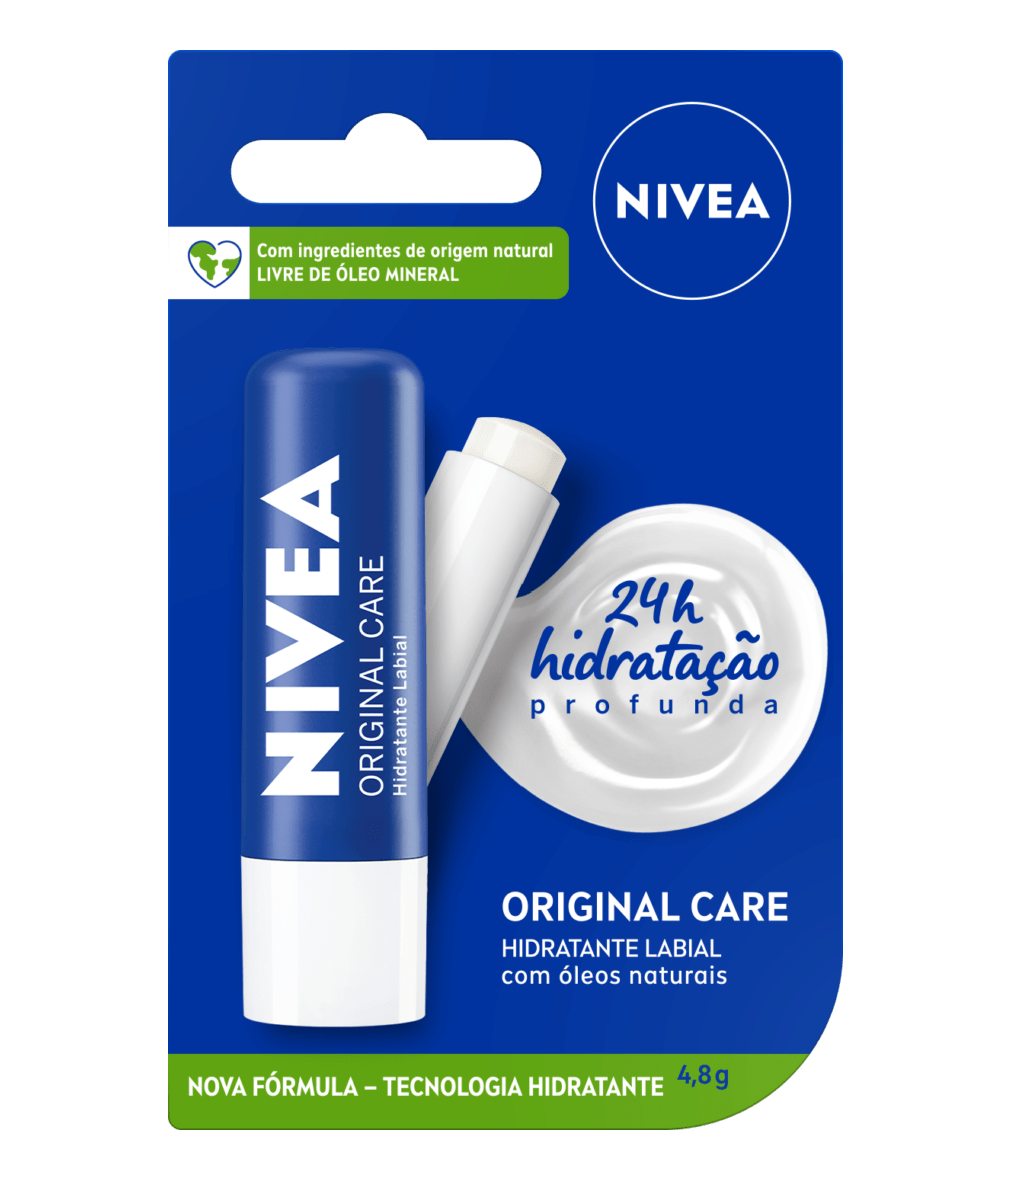 NIVEA
Com ingredientes de origem natural
LIVRE DE ÓLEO MINERAL
NIVEA
ORIGINAL CARE
Hidratante Labial
24h
hidratação
profunda
ORIGINAL CARE
HIDRATANTE LABIAL
com óleos naturais
NOVA FÓRMULA – TECNOLOGIA HIDRATANTE 4,8g